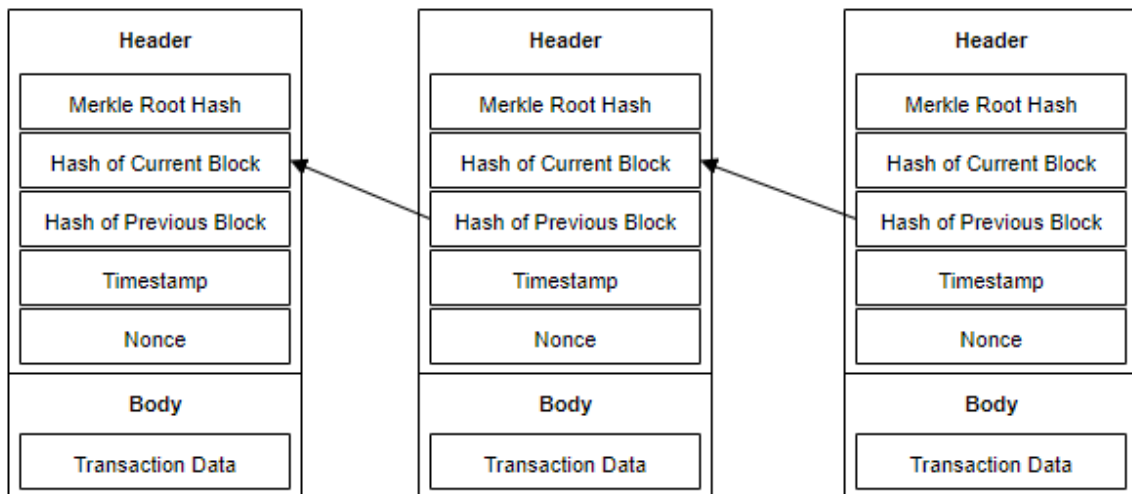 Header
Merkle Root Hash
Hash of Current Block
Hash of Previous Block
Timestamp
Nonce
Body
Transaction Data
Header
Merkle Root Hash
Hash of Current Block
Hash of Previous Block
Timestamp
Nonce
Body
Transaction Data
Header
Merkle Root Hash
Hash of Current Block
Hash of Previous Block
Timestamp
Nonce
Body
Transaction Data